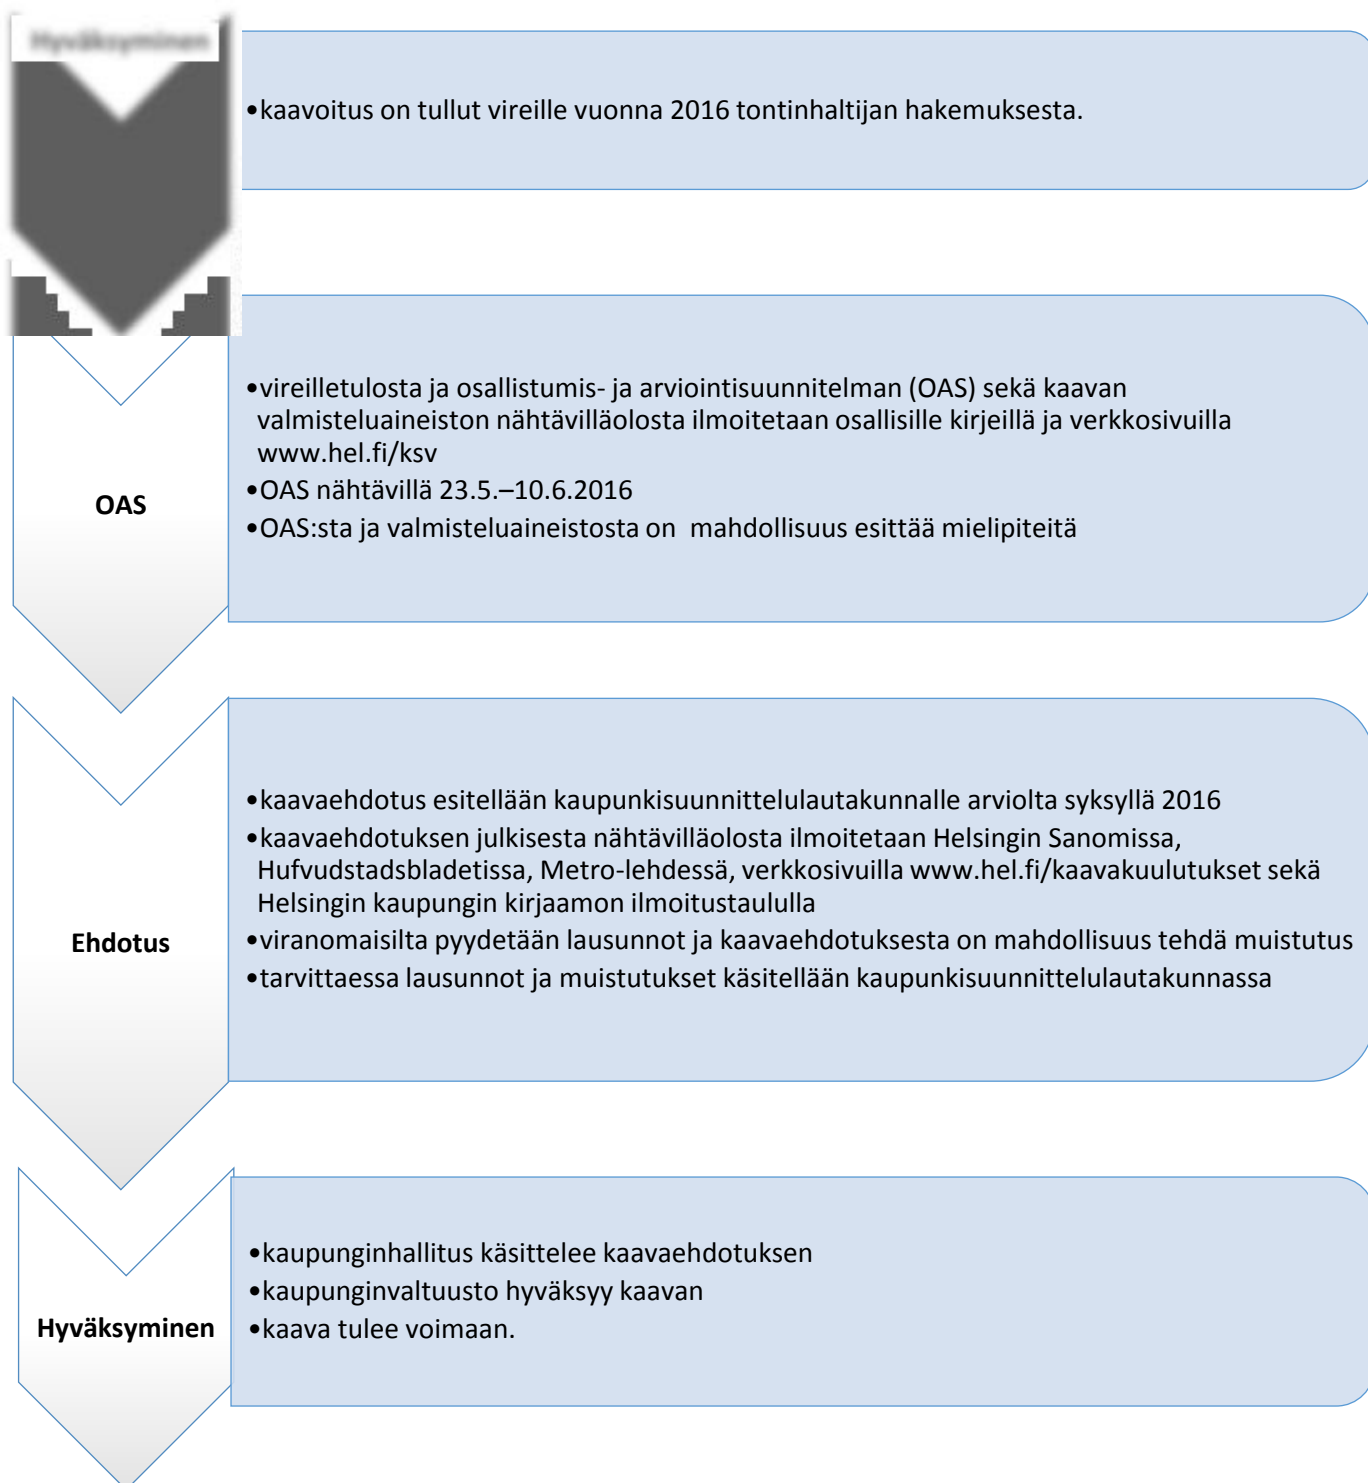 Hyväksyminen
•kaavoitus on tullut vireille vuonna 2016 tontinhaltijan hakemuksesta.
OAS
•vireilletulosta ja osallistumis- ja arviointisuunnitelman (OAS) sekä kaavan
valmisteluaineiston nähtävilläolosta ilmoitetaan osallisille kirjeillä ja verkkosivuilla
www.hel.fi/ksv
•OAS nähtävillä 23.5.–10.6.2016
•OAS:sta ja valmisteluaineistosta on mahdollisuus esittää mielipiteitä
Ehdotus
•kaavaehdotus esitellään kaupunkisuunnittelulautakunnalle arviolta syksyllä 2016
•kaavaehdotuksen julkisesta nähtävilläolosta ilmoitetaan Helsingin Sanomissa,
Hufvudstadsbladetissa, Metro-lehdessä, verkkosivuilla www.hel.fi/kaavakuulutukset sekä
Helsingin kaupungin kirjaamon ilmoitustaululla
•viranomaisilta pyydetään lausunnot ja kaavaehdotuksesta on mahdollisuus tehdä muistutus
•tarvittaessa lausunnot ja muistutukset käsitellään kaupunkisuunnittelulautakunnassa
Hyväksyminen
•kaupunginhallitus käsittelee kaavaehdotuksen
•kaupunginvaltuusto hyväksyy kaavan
•kaava tulee voimaan.